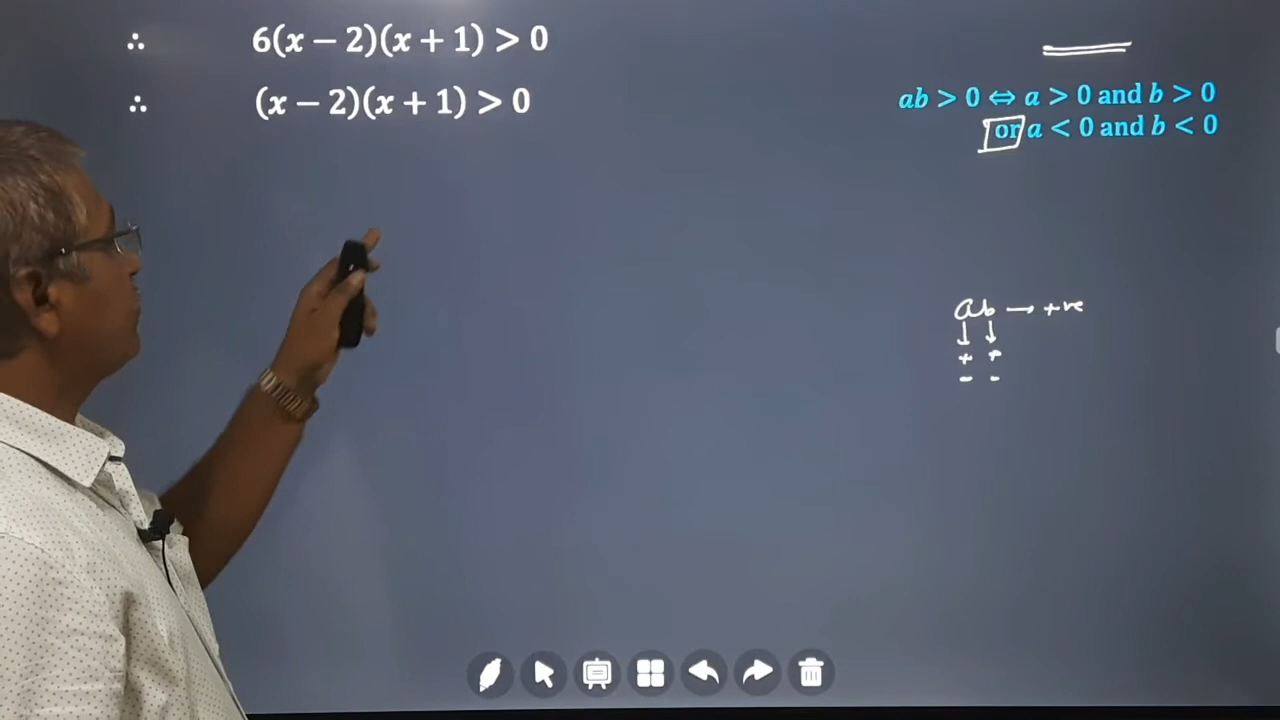 ∴ 6(x − 2)(x + 1) > 0
∴ (x − 2)(x + 1) > 0
ab > 0 ⇔ a > 0 and b > 0
or a < 0 and b < 0
ab → +ve
↓ ↓
+ +
- -